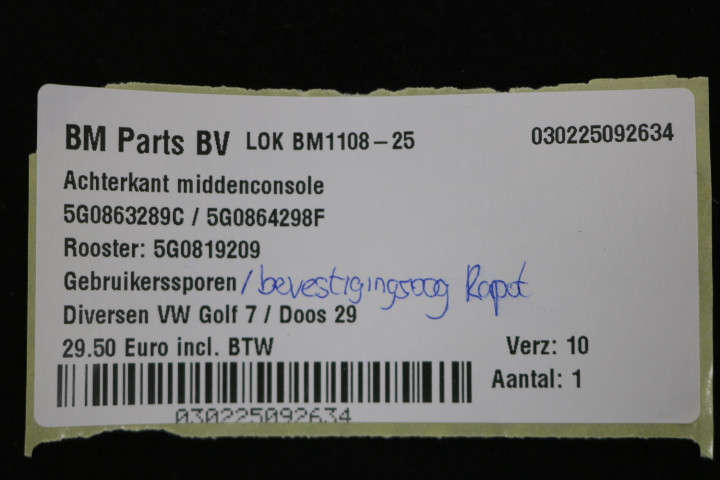 BM Parts BV LOK BM1108-25 030225092634
Achterkant middenconsole
5G0863289C / 5G0864298F
Rooster: 5G0819209
Gebruikerssporen / bevestigingsoog Kapot
Diversen VW Golf 7 / Doos 29
29.50 Euro incl. BTW Verz: 10
Aantal: 1
030225092634